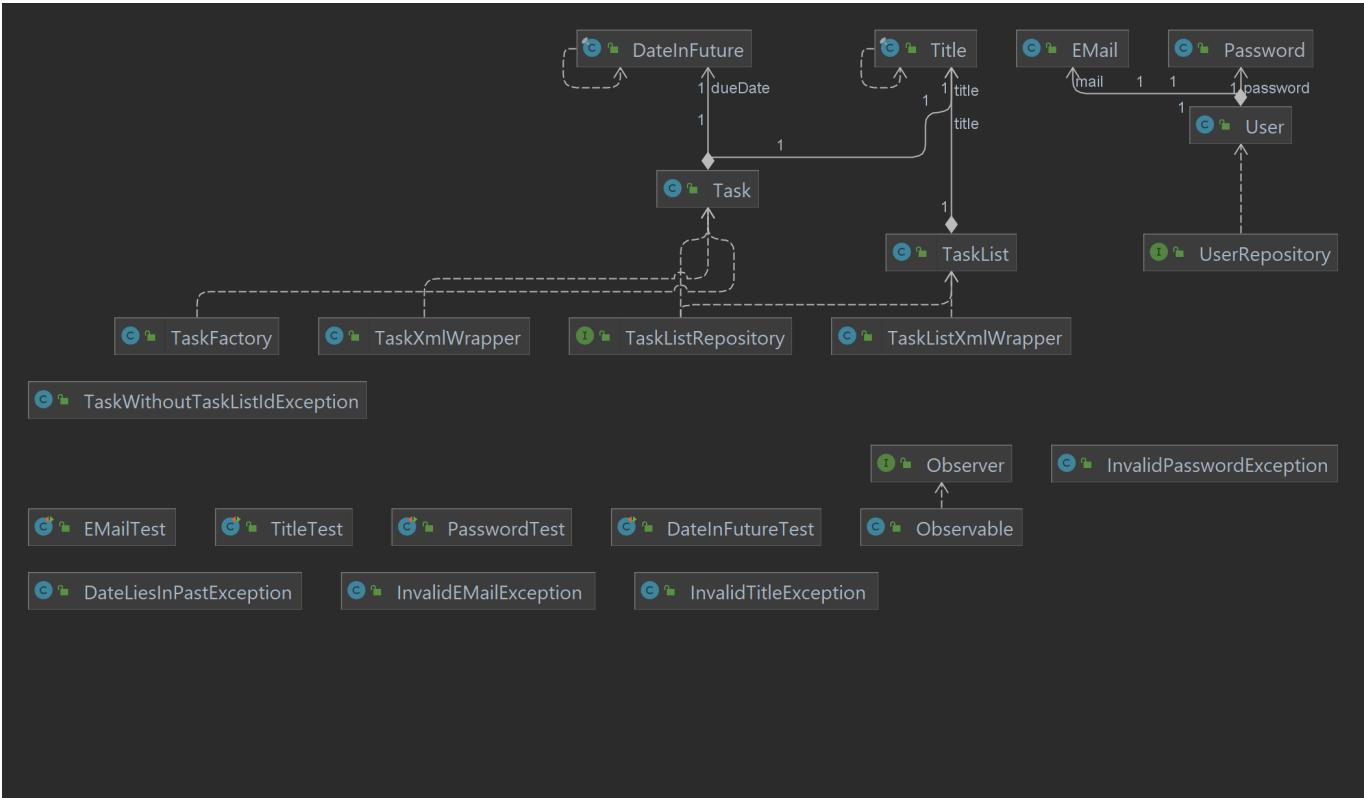 DateInFuture
Title
EMail
Password
1 dueDate
1 title
mail
1
1
1 password
1
1
1
User
title
1
Task
1
TaskList
UserRepository
TaskFactory
TaskXmlWrapper
TaskListRepository
TaskListXmlWrapper
TaskWithoutTaskListIdException
Observer
InvalidPasswordException
EMailTest
TitleTest
PasswordTest
DateInFutureTest
Observable
DateLiesInPastException
InvalidEMailException
InvalidTitleException